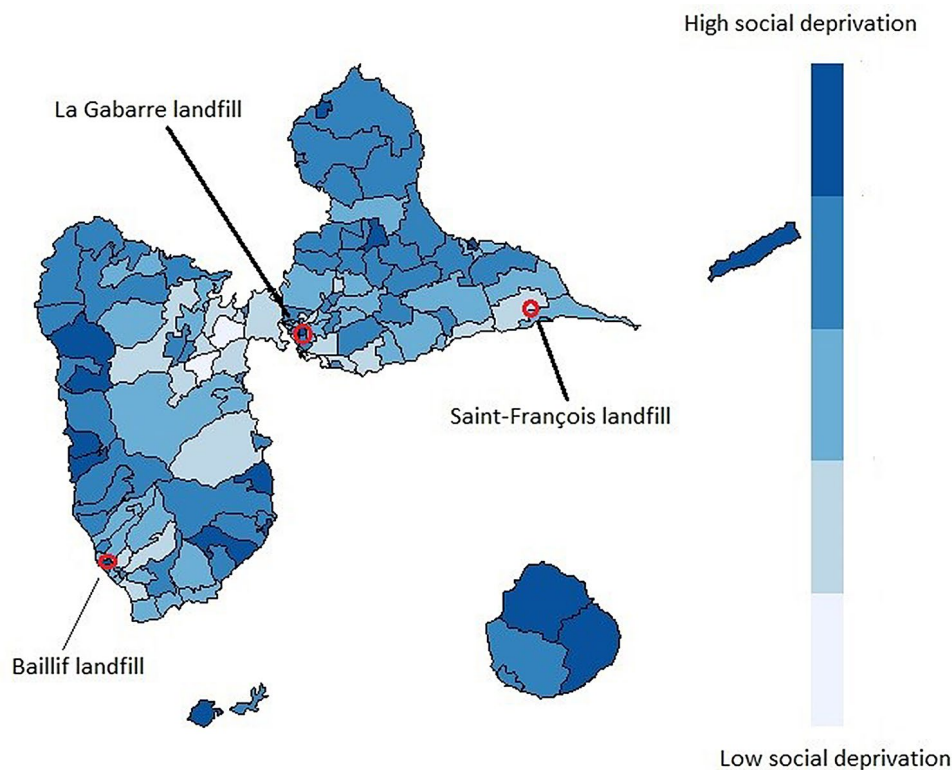 High social deprivation
La Gabarre landfill
Saint-François landfill
Baillif landfill
Low social deprivation